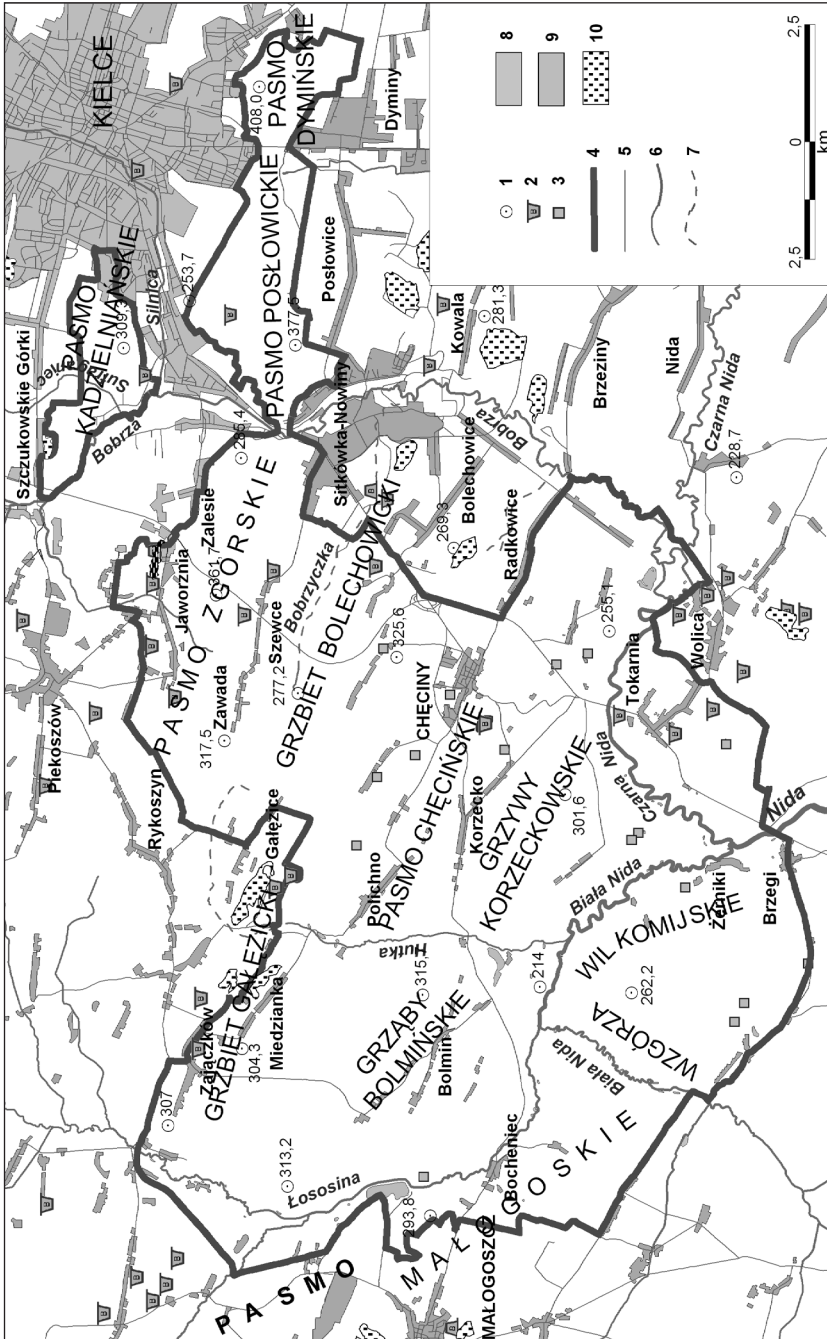 KIELCE
PASMO
DYMIŃSKIE
408,0
Dyminy
PASMO POSŁOWICKIE
377,5
Posłowice
253,7
Silnica
PASMO
KADZIELNIAŃSKIE
309,3
Sufraganiec
Szczukowskie Górki
Bobrza
285,4
Sitkówka-Nowiny
Kowala
281,3
Bobrza
Bolechowice
269,3
Radkowice
Brzeziny
Nida
Czarna Nida
228,7
Zalesie
Jaworznia
361,7
PASMO ZGÓRSKIE
Szewce
Bobrzyczka
277,2
GRZBIET BOLECHOWICKI
Zawada
317,5
325,6
CHĘCINY
255,1
Wolica
Tokarnia
Piekoszów
Rykoszyn
Gałęzice
Polichno
PASMO CHĘCIŃSKIE
Korzecko
GRZYWY
KORZECKOWSKIE
301,6
Czarna Nida
Nida
Biała Nida
Hutka
GRZBIET GAŁĘZICKI
Zajączków
Miedzianka
304,3
307
315,
GRZĄBY
BOLMIŃSKIE
Bolmin
214
WZGÓRZA
WILKOMIJSKIE
262,2
Żerniki
Brzegi
Biała Nida
313,2
Łososina
293,8
Bocheniec
PASMO
MAŁOGOSKIE
MAŁOGOSZCZ
1
2
3
4
5
6
7
8
9
10
2,5 0 2,5
km